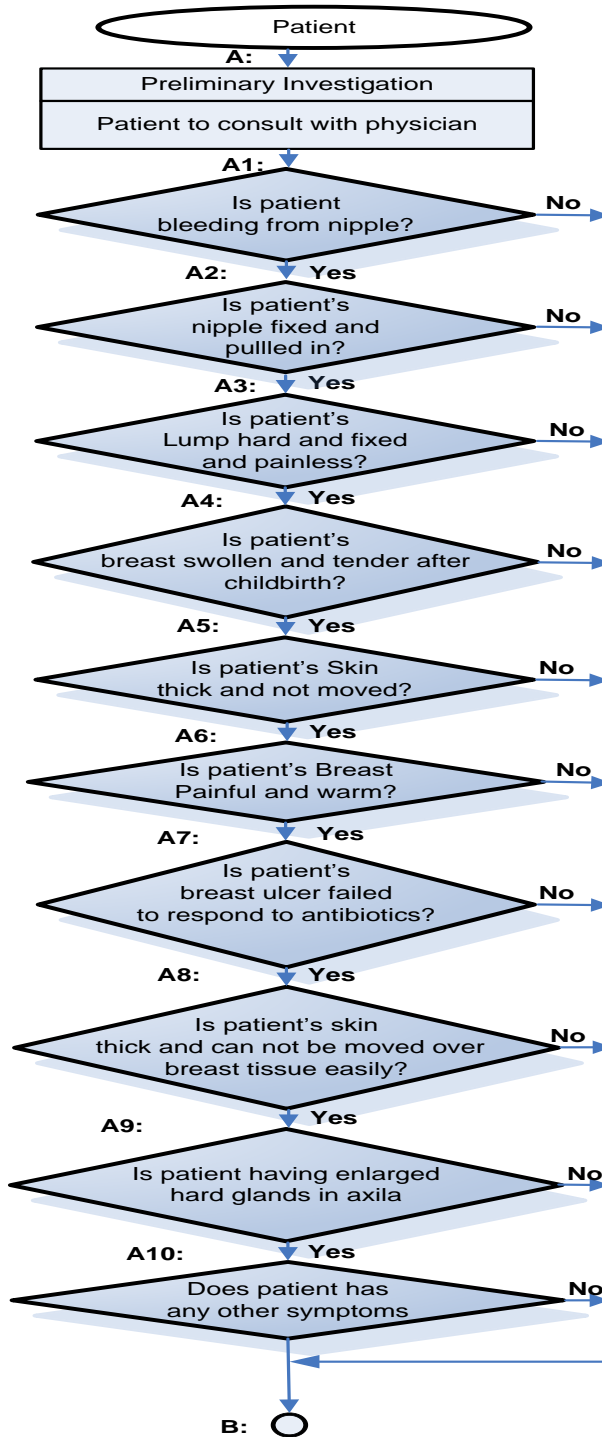 Patient
A:
Preliminary Investigation
Patient to consult with physician
A1:
Is patient
bleeding from nipple?
No
A2: Yes
Is patient's
nipple fixed and
pullled in?
No
A3: Yes
Is patient's
Lump hard and fixed
and painless?
No
A4: Yes
Is patient's
breast swollen and tender after
childbirth?
No
A5: Yes
Is patient's Skin
thick and not moved?
No
A6: Yes
Is patient's Breast
Painful and warm?
No
A7: Yes
Is patient's
breast ulcer failed
to respond to antibiotics?
No
A8: Yes
Is patient's skin
thick and can not be moved over
breast tissue easily?
No
A9: Yes
Is patient having enlarged
hard glands in axila
No
A10: Yes
Does patient has
any other symptoms
No
B: